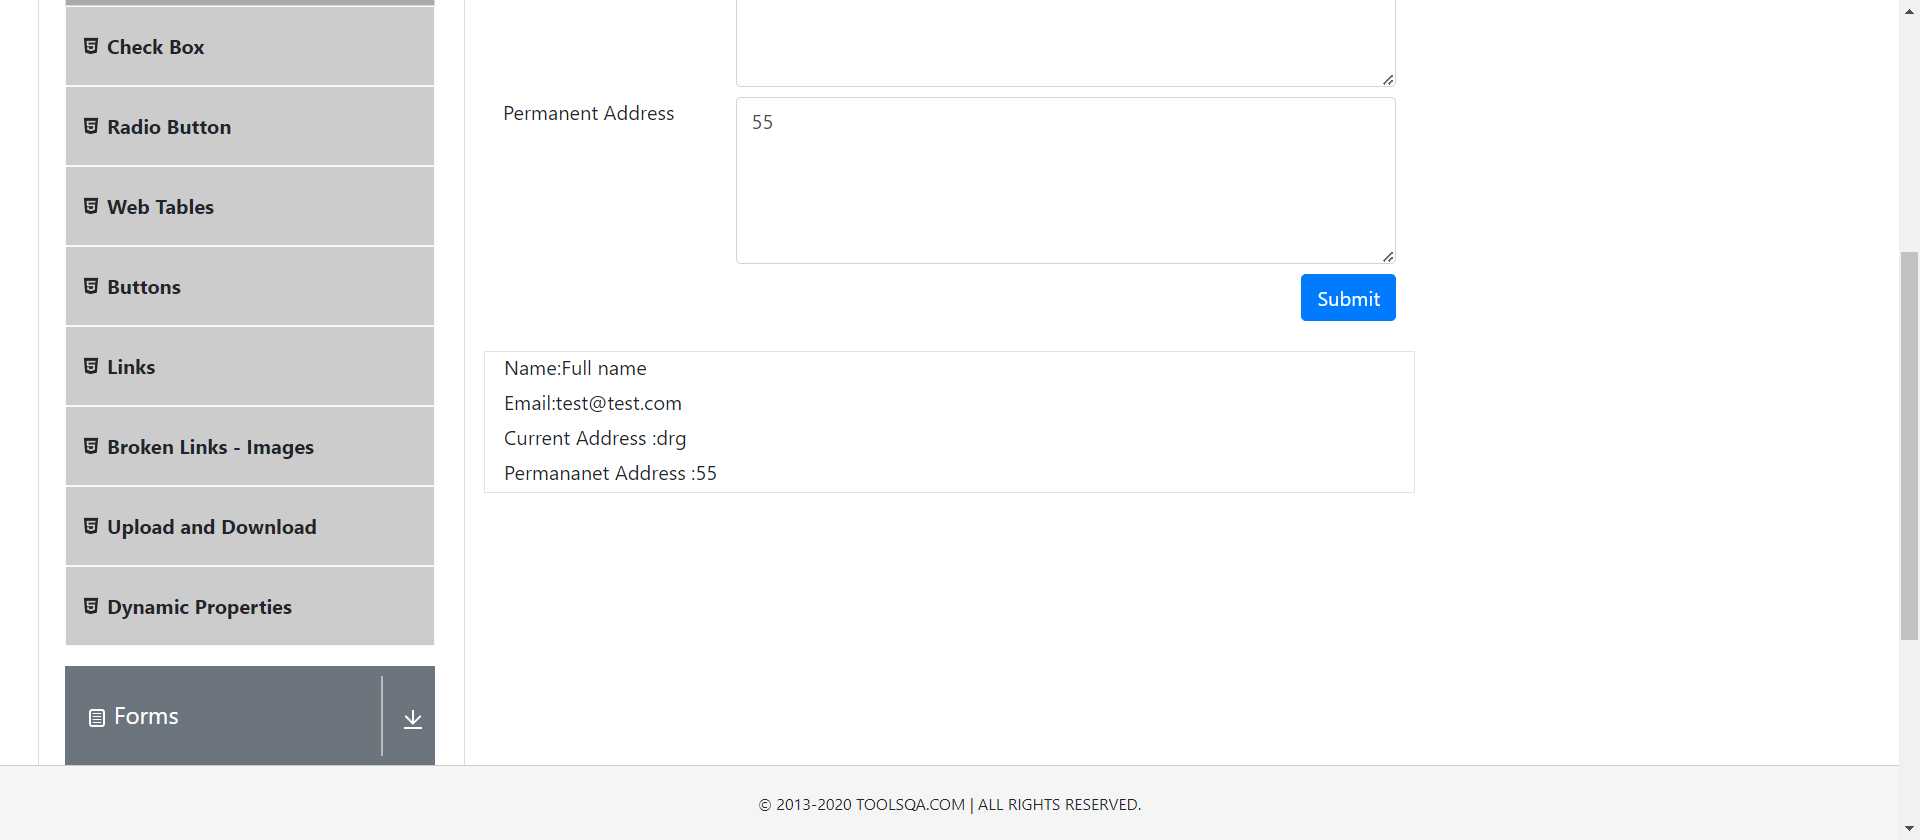 Check Box
Radio Button
Web Tables
Buttons
Links
Broken Links - Images
Upload and Download
Dynamic Properties
Forms
Permanent Address
55
Submit
Name:Full name
Email:test@test.com
Current Address :drg
Permananet Address :55
© 2013-2020 TOOLSQA.COM | ALL RIGHTS RESERVED.